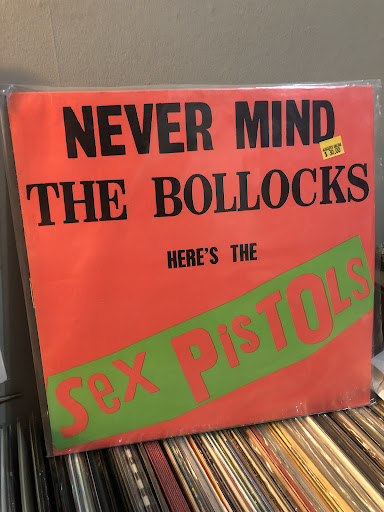 NEVER MIND
THE BOLLOCKS
HERE'S THE
Sex PisTOLs